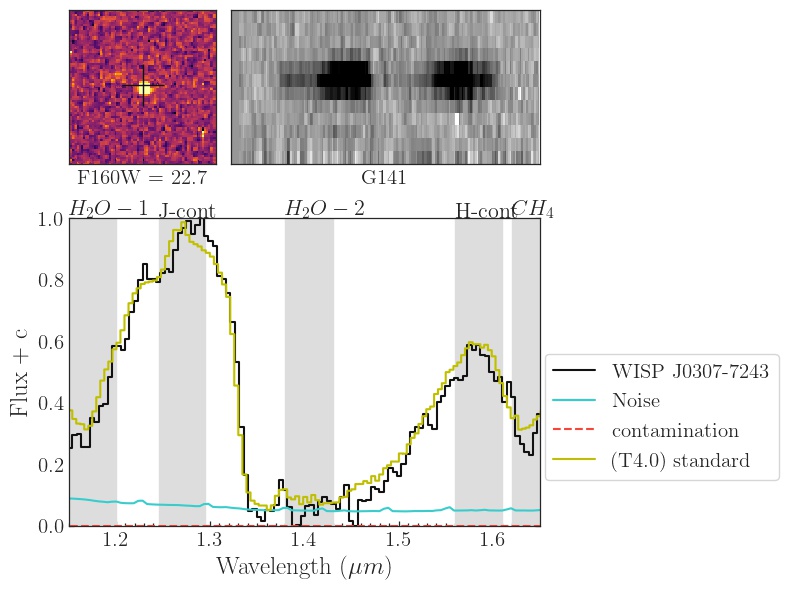 F160W = 22.7
G141
H₂O − 1 J-cont H₂O − 2 H-cont CH₄
1.0
0.8
0.6
0.4
0.2
0.0
Flux + c
1.2 1.3 1.4 1.5 1.6
Wavelength (μm)
WISP J0307-7243
Noise
contamination
(T4.0) standard